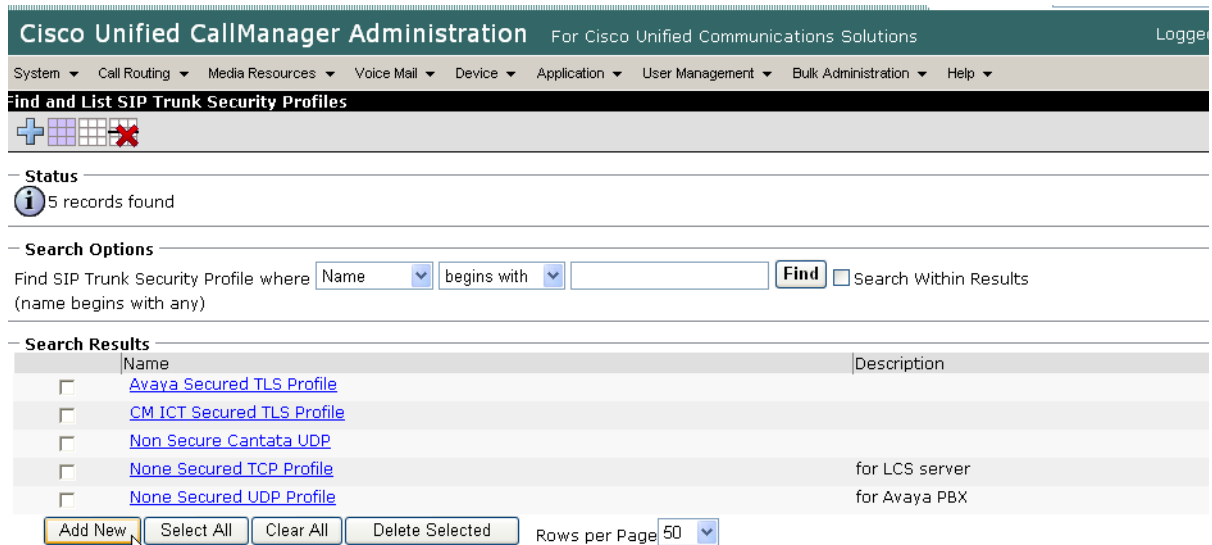 Cisco Unified CallManager Administration For Cisco Unified Communications Solutions Logge
System Call Routing Media Resources Voice Mail Device Application User Management Bulk Administration Help
Find and List SIP Trunk Security Profiles
Status
i 5 records found
Search Options
Find SIP Trunk Security Profile where Name begins with Find Search Within Results
(name begins with any)
Search Results
Name Description
Avaya Secured TLS Profile
CM ICT Secured TLS Profile
Non Secure Cantata UDP
None Secured TCP Profile for LCS server
None Secured UDP Profile for Avaya PBX
Add New Select All Clear All Delete Selected Rows per Page 50